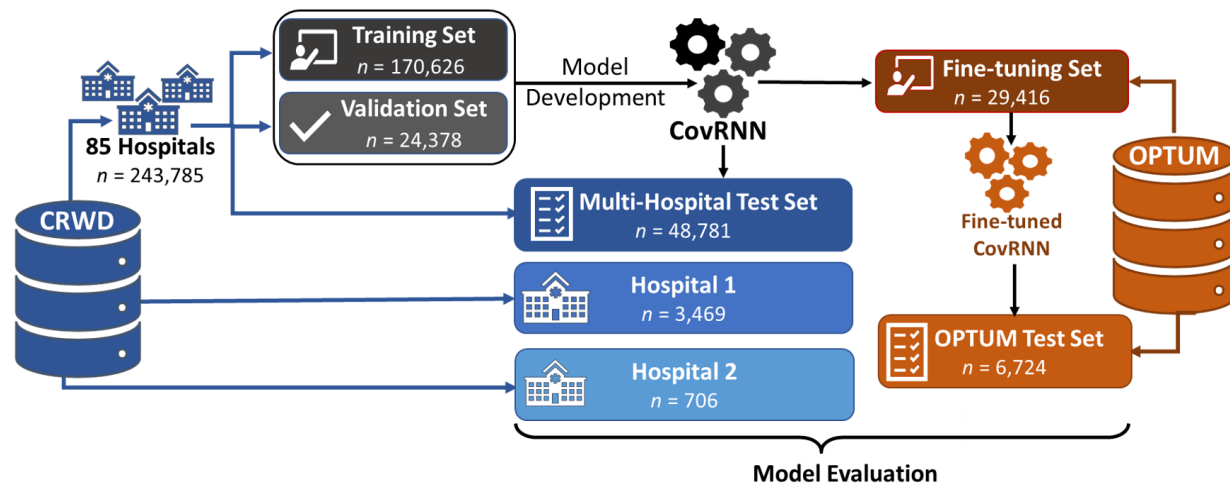 CRWD
85 Hospitals
n = 243,785
Training Set
n = 170,626
Validation Set
n = 24,378
Model
Development
CovRNN
Multi-Hospital Test Set
n = 48,781
Hospital 1
n = 3,469
Hospital 2
n = 706
Fine-tuning Set
n = 29,416
Fine-tuned
CovRNN
OPTUM
OPTUM Test Set
n = 6,724
Model Evaluation